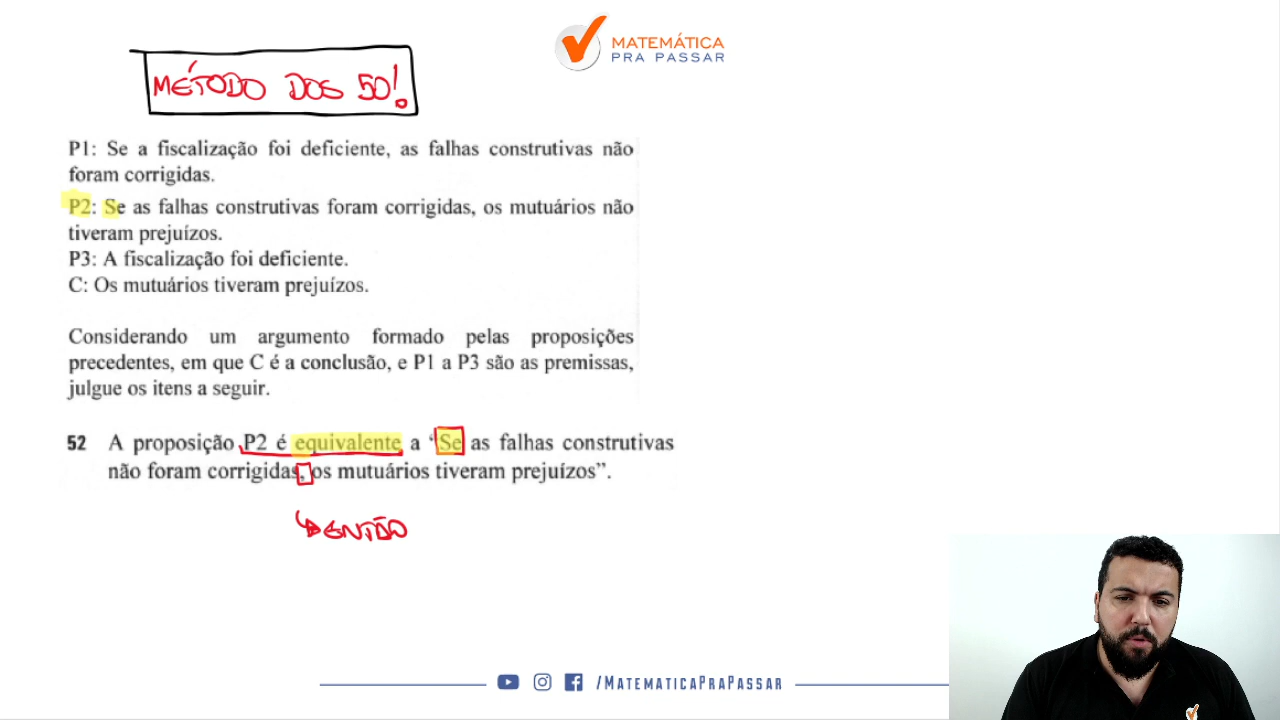 MATEMÁTICA
PRA PASSAR
MÉTODO DOS 50!
P1: Se a fiscalização foi deficiente, as falhas construtivas não
foram corrigidas.
P2: Se as falhas construtivas foram corrigidas, os mutuários não
tiveram prejuízos.
P3: A fiscalização foi deficiente.
C: Os mutuários tiveram prejuízos.
Considerando um argumento formado pelas proposições
precedentes, em que C é a conclusão, e P1 a P3 são as premissas,
julgue os itens a seguir.
52 A proposição P2 é equivalente a “Se as falhas construtivas
não foram corrigidas, os mutuários tiveram prejuízos”.
ENTÃO
/MATEMATICAPRAPASSAR